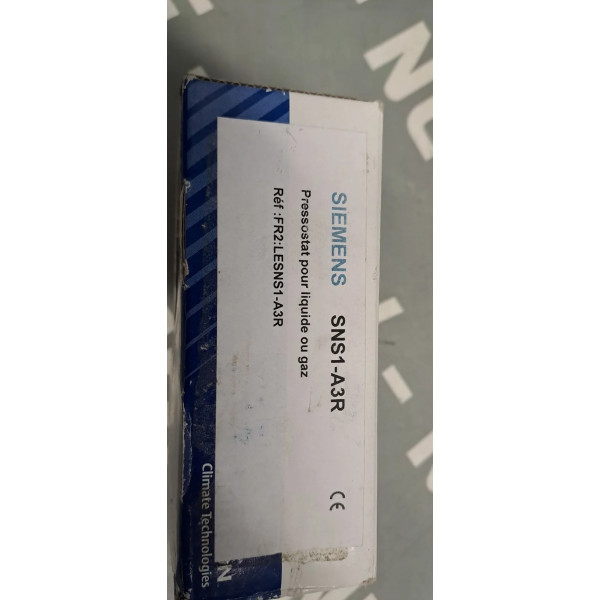 SIEMENS SNS1-A3R
Pressostat pour liquide ou gaz
Réf :FR2:LESNS1-A3R
CE
Climate Technologies
N